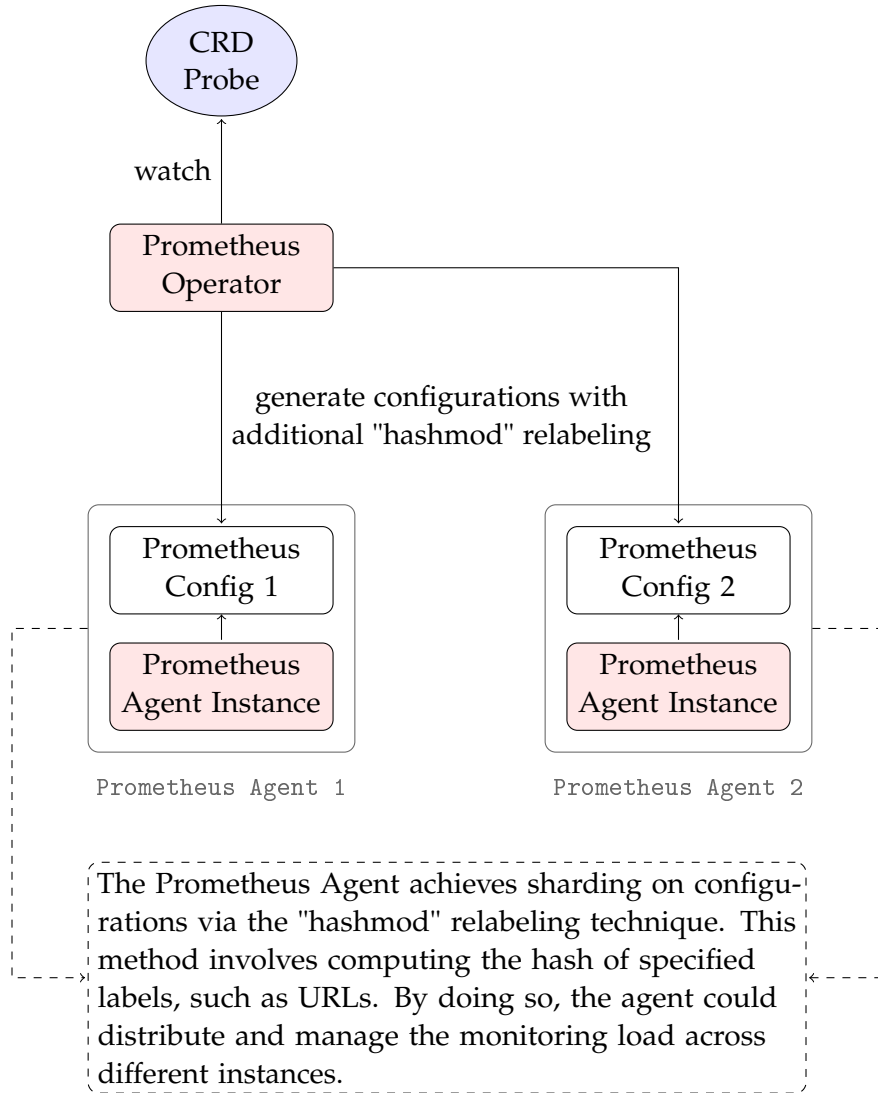 CRD
Probe
watch
Prometheus
Operator
generate configurations with
additional "hashmod" relabeling
Prometheus
Config 1
Prometheus
Agent Instance
Prometheus Agent 1
Prometheus
Config 2
Prometheus
Agent Instance
Prometheus Agent 2
The Prometheus Agent achieves sharding on configu-
rations via the "hashmod" relabeling technique. This
method involves computing the hash of specified
labels, such as URLs. By doing so, the agent could
distribute and manage the monitoring load across
different instances.